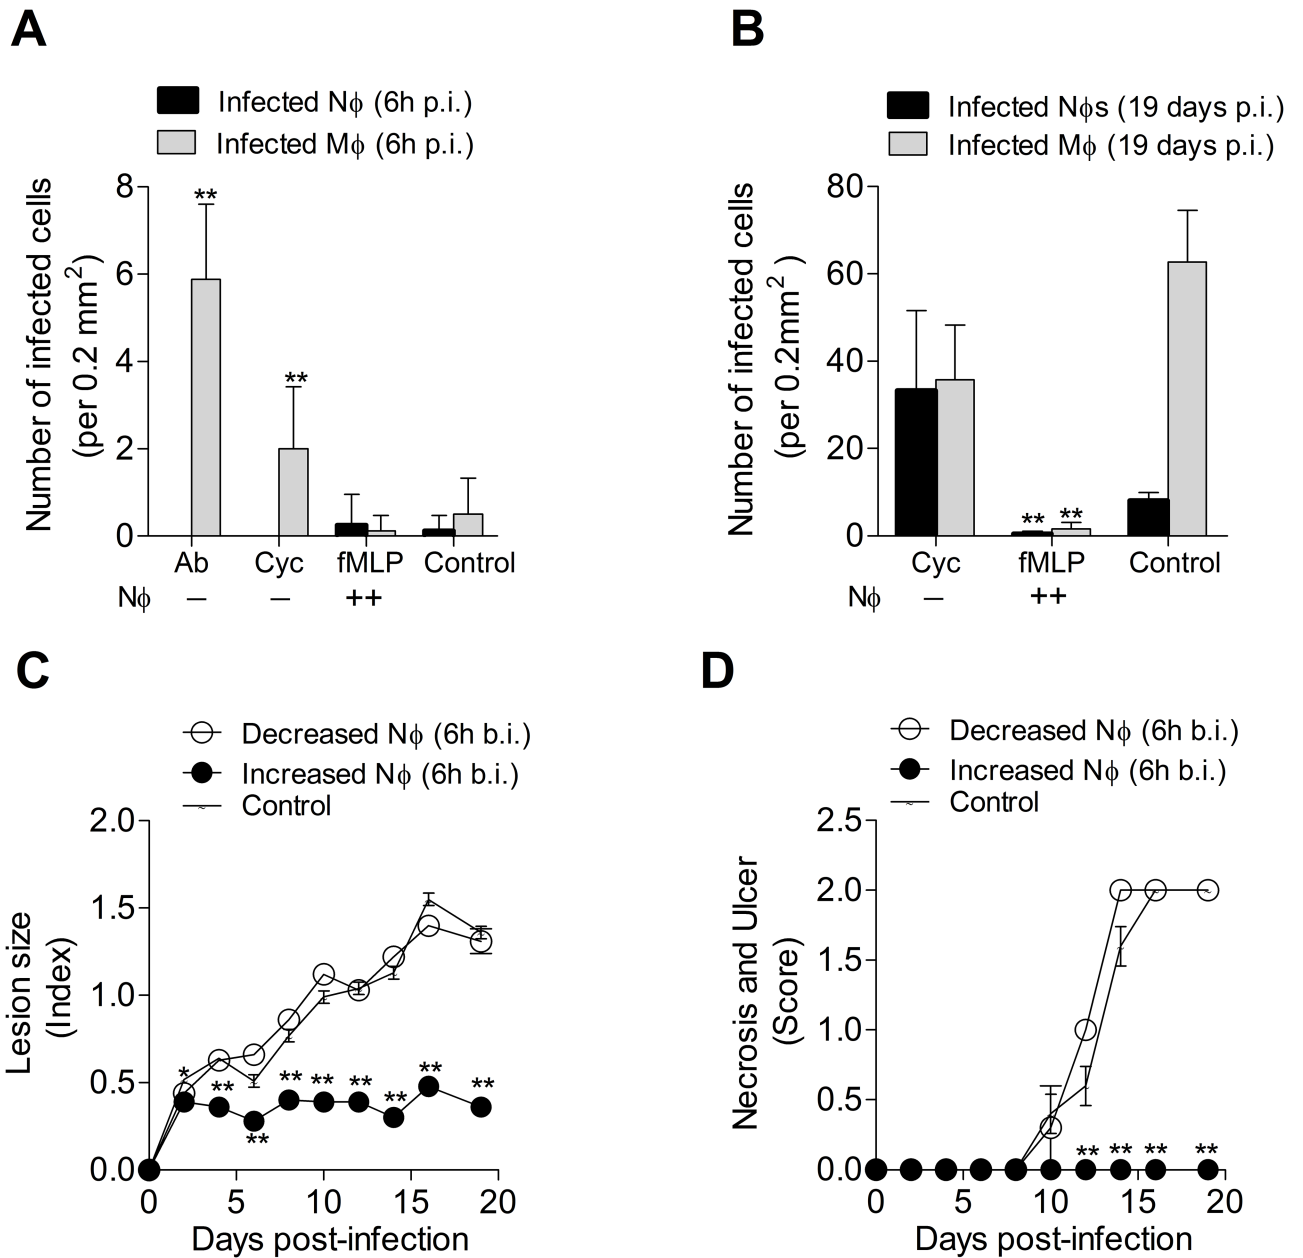 A
Infected Nϕ (6h p.i.)
Infected Mϕ (6h p.i.)
Number of infected cells
(per 0.2 mm²)
8
6
4
2
0
**
**
Ab Cyc fMLP Control
Nϕ – – ++
B
Infected Nϕs (19 days p.i.)
Infected Mϕ (19 days p.i.)
Number of infected cells
(per 0.2mm²)
80
60
40
20
0
** **
Cyc fMLP Control
Nϕ – ++
C
Decreased Nϕ (6h b.i.)
Increased Nϕ (6h b.i.)
Control
Lesion size
(Index)
2.0
1.5
1.0
0.5
0.0
* ** ** ** ** ** ** ** **
0 5 10 15 20
Days post-infection
D
Decreased Nϕ (6h b.i.)
Increased Nϕ (6h b.i.)
Control
Necrosis and Ulcer
(Score)
2.5
2.0
1.5
1.0
0.5
0.0
** ** ** **
0 5 10 15 20
Days post-infection